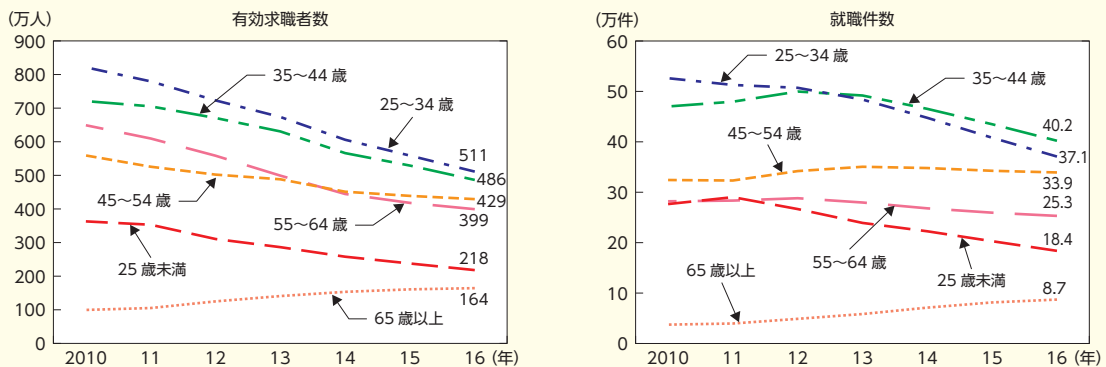 (万人)
有効求職者数
900
800
700
600
500
400
300
200
100
0
35～44 歳
25～34 歳
45～54 歳
55～64 歳
25 歳未満
65 歳以上
511
486
429
399
218
164
2010 11 12 13 14 15 16 (年)
(万件)
就職件数
60
50
40
30
20
10
0
25～34 歳
35～44 歳
45～54 歳
55～64 歳
25 歳未満
65 歳以上
40.2
37.1
33.9
25.3
18.4
8.7
2010 11 12 13 14 15 16 (年)